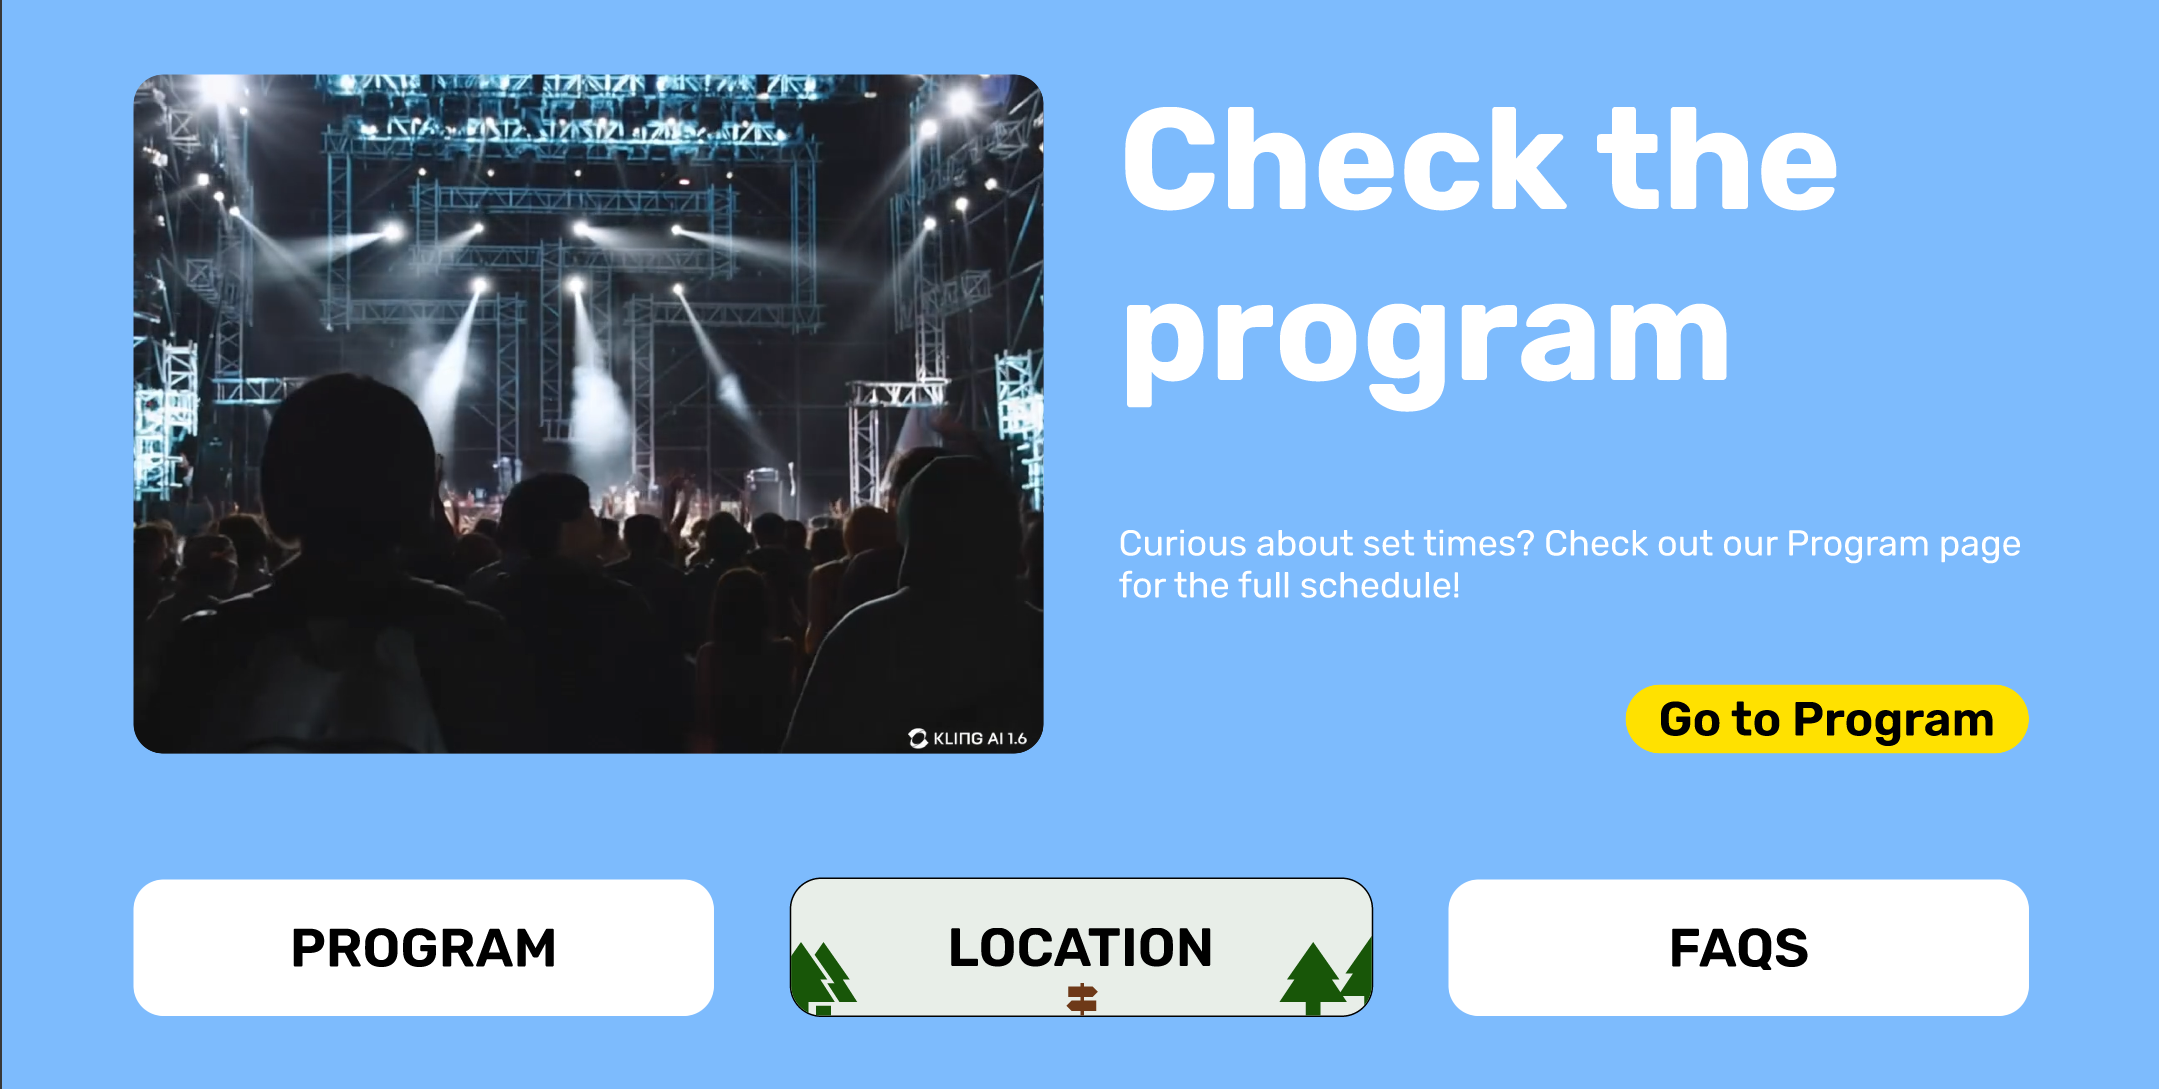 Check the
program
Curious about set times? Check out our Program page
for the full schedule!
Go to Program
KLING AI 1.6
PROGRAM
LOCATION
FAQS